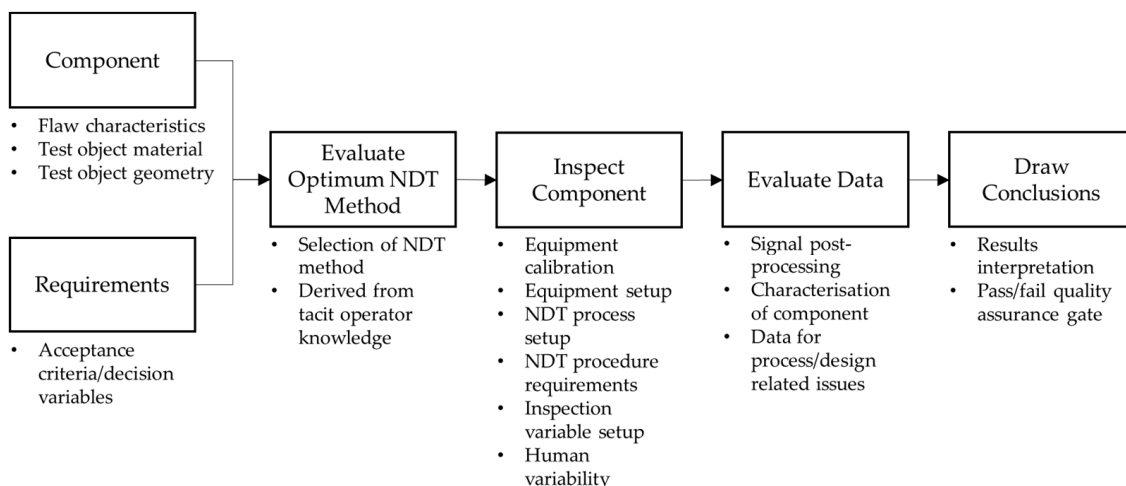 Component
• Flaw characteristics
• Test object material
• Test object geometry
Requirements
• Acceptance
criteria/decision
variables
Evaluate
Optimum NDT
Method
• Selection of NDT
method
• Derived from
tacit operator
knowledge
Inspect
Component
• Equipment
calibration
• Equipment setup
• NDT process
setup
• NDT procedure
requirements
• Inspection
variable setup
• Human
variability
Evaluate Data
• Signal post-
processing
• Characterisation
of component
• Data for
process/design
related issues
Draw
Conclusions
• Results
interpretation
• Pass/fail quality
assurance gate